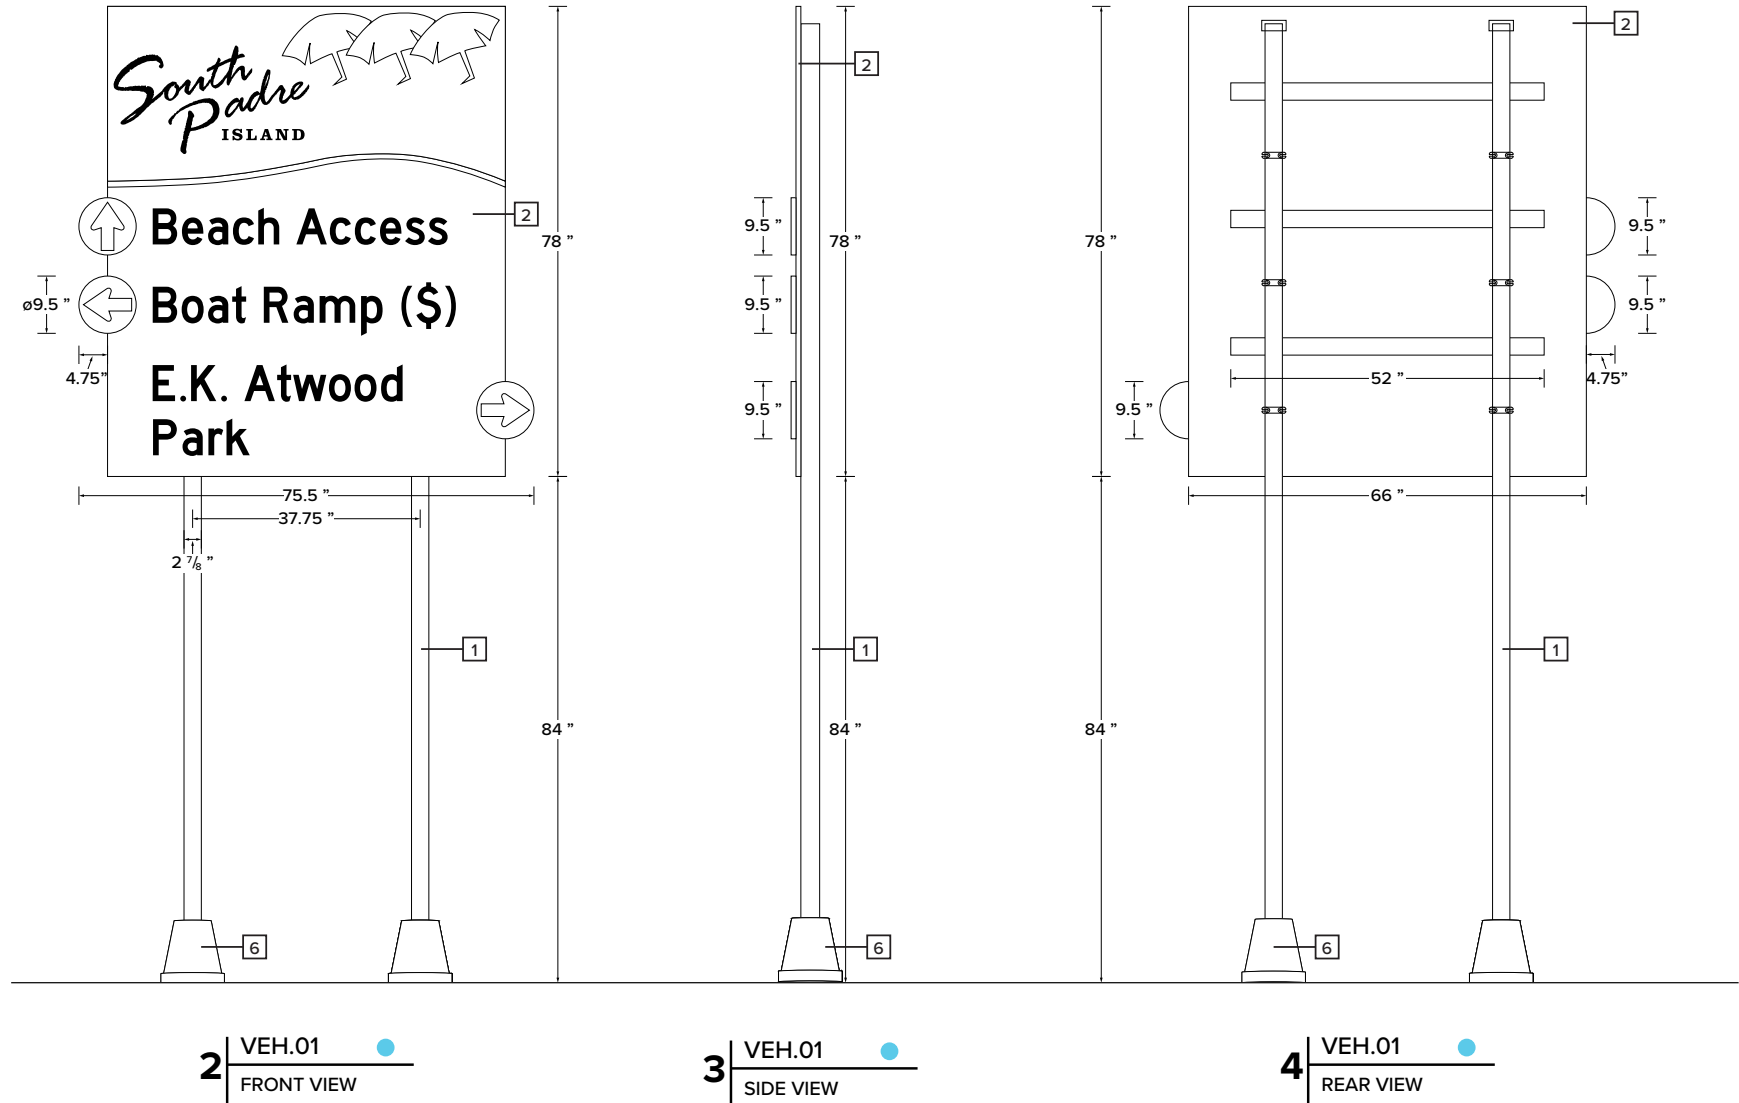 South
Padre
ISLAND
Beach Access
Boat Ramp ($)
E.K. Atwood
Park
2
78 ”
ø9.5 ”
4.75”
75.5 ”
37.75 ”
2 7/8 ”
1
84 ”
6
2
VEH.01
FRONT VIEW
2
9.5 ”
78 ”
9.5 ”
9.5 ”
1
84 ”
6
3
VEH.01
SIDE VIEW
2
78 ”
9.5 ”
9.5 ”
4.75”
52 ”
9.5 ”
66 ”
1
84 ”
6
4
VEH.01
REAR VIEW